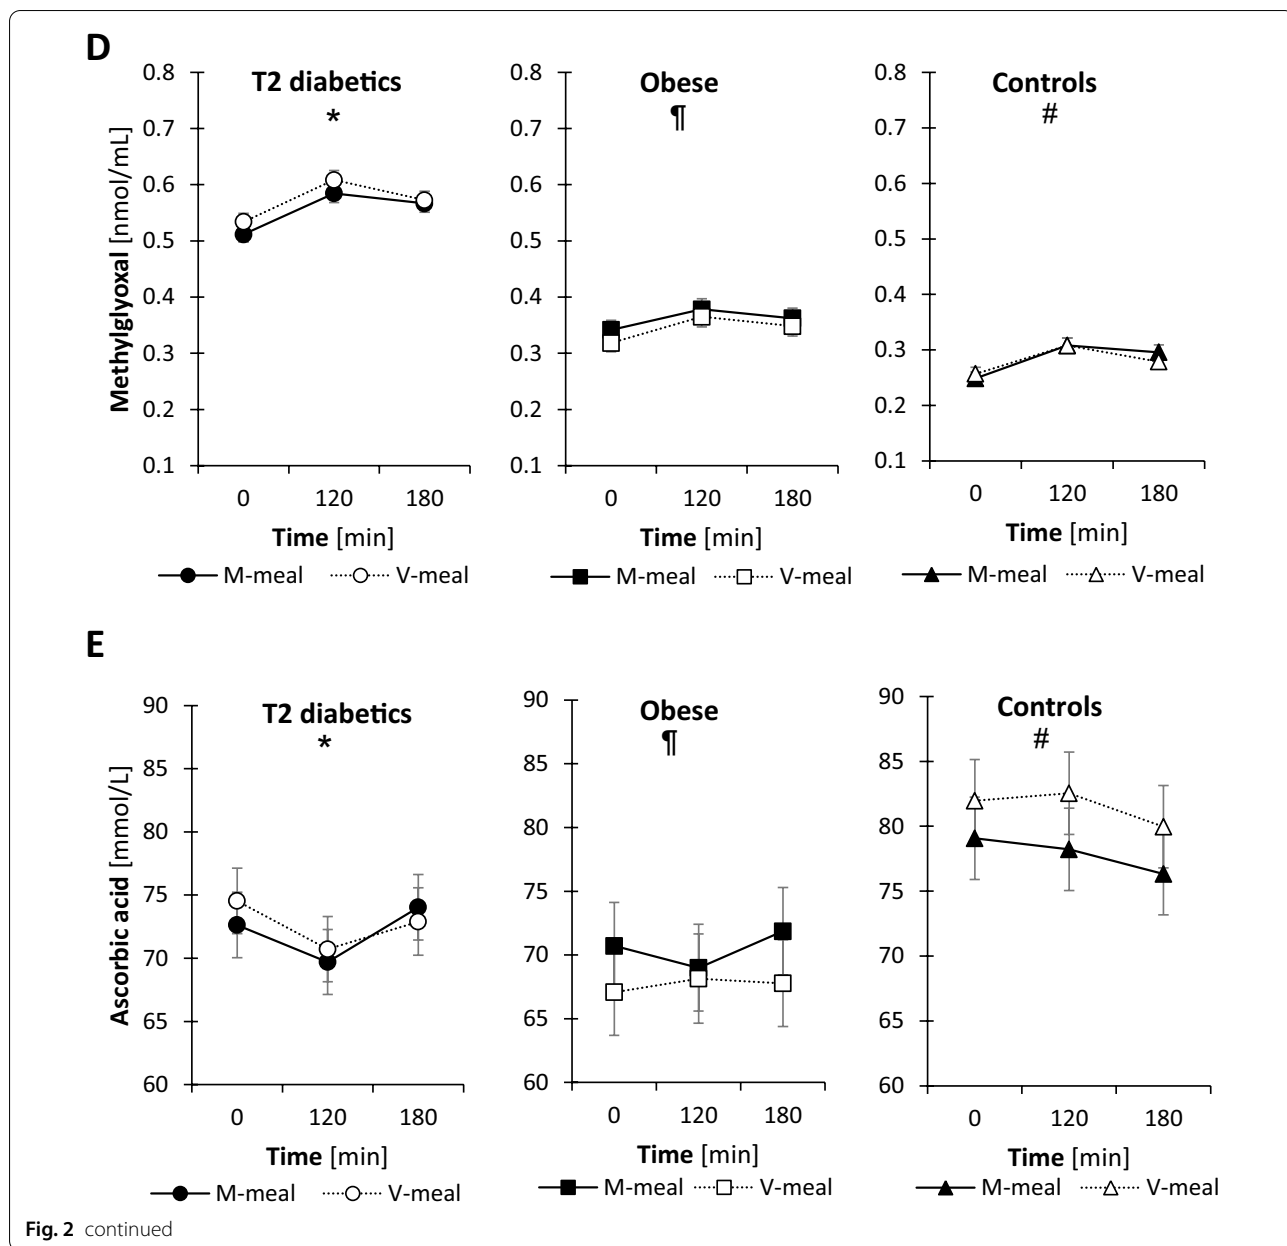 D
T2 diabetics
*
Obese
¶
Controls
#
Methylglyoxal [nmol/mL]
0.8
0.7
0.6
0.5
0.4
0.3
0.2
0.1
0 120 180
Time [min]
M-meal V-meal
0.8
0.7
0.6
0.5
0.4
0.3
0.2
0.1
0 120 180
Time [min]
M-meal V-meal
0.8
0.7
0.6
0.5
0.4
0.3
0.2
0.1
0 120 180
Time [min]
M-meal V-meal
E
T2 diabetics
*
Obese
¶
Controls
#
Ascorbic acid [mmol/L]
90
85
80
75
70
65
60
0 120 180
Time [min]
M-meal V-meal
90
85
80
75
70
65
60
0 120 180
Time [min]
M-meal V-meal
90
85
80
75
70
65
60
0 120 180
Time [min]
M-meal V-meal
Fig. 2 continued